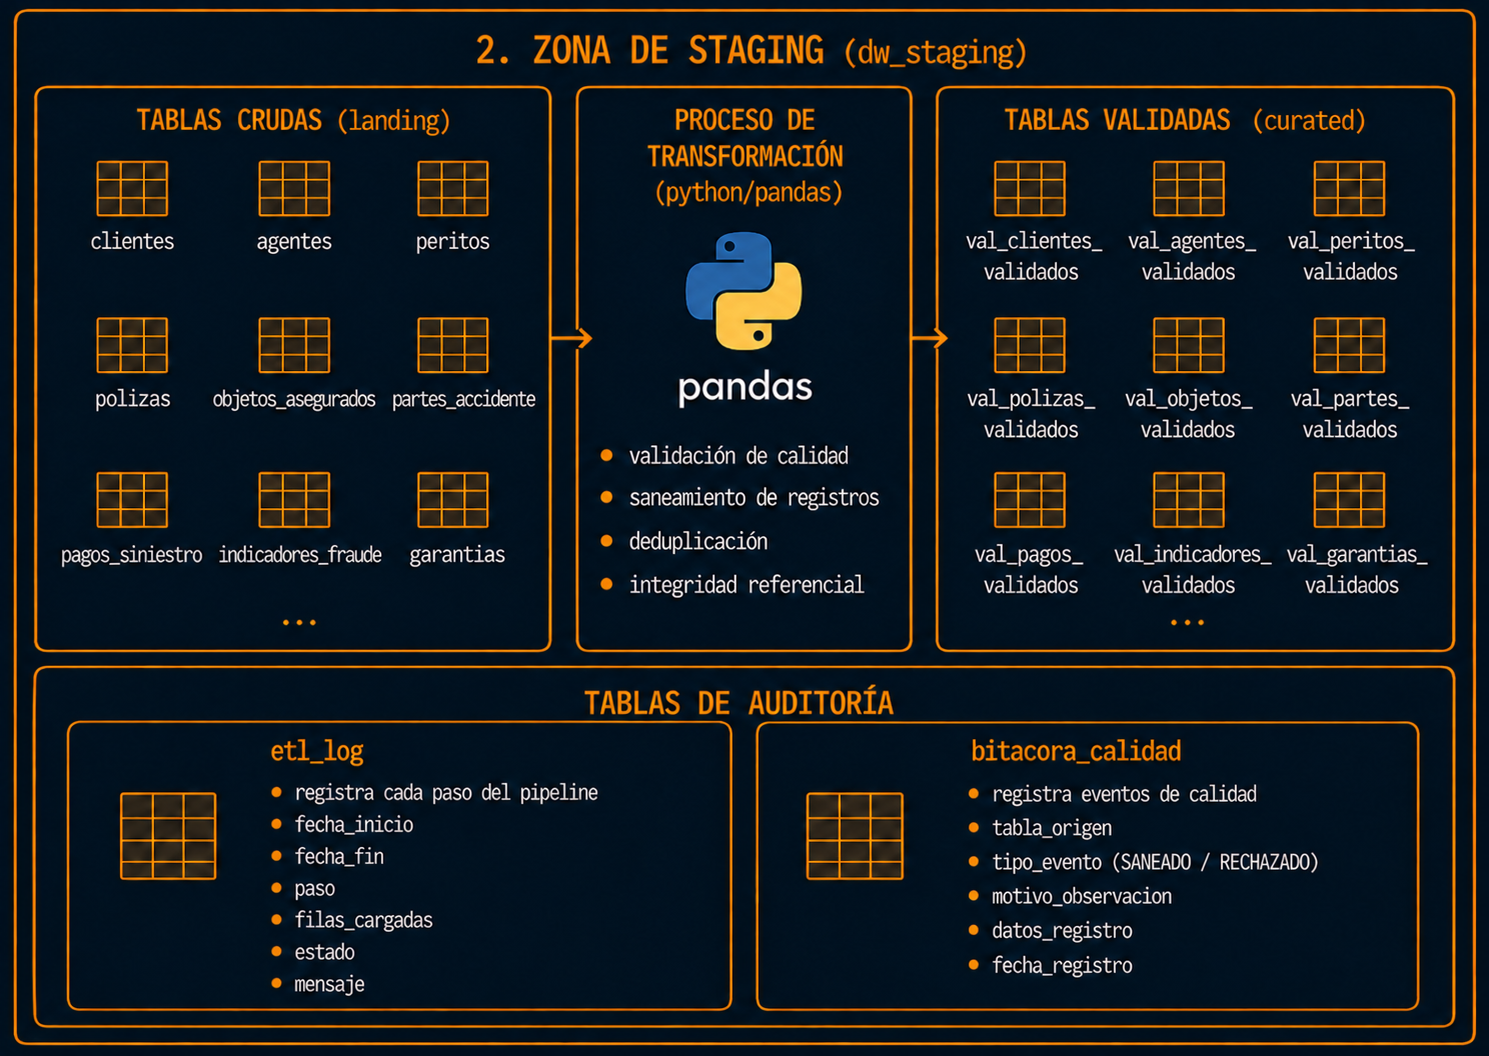 2. ZONA DE STAGING (dw_staging)
TABLAS CRUDAS (landing)
clientes
agentes
peritos
polizas
objetos_asegurados
partes_accidente
pagos_siniestro
indicadores_fraude
garantias
...
PROCESO DE
TRANSFORMACIÓN
(python/pandas)
pandas
validación de calidad
saneamiento de registros
deduplicación
integridad referencial
TABLAS VALIDADAS (curated)
val_clientes_
validados
val_agentes_
validados
val_peritos_
validados
val_polizas_
validados
val_objetos_
validados
val_partes_
validados
val_pagos_
validados
val_indicadores_
validados
val_garantias_
validados
...
TABLAS DE AUDITORÍA
etl_log
registra cada paso del pipeline
fecha_inicio
fecha_fin
paso
filas_cargadas
estado
mensaje
bitacora_calidad
registra eventos de calidad
tabla_origen
tipo_evento (SANEADO / RECHAZADO)
motivo_observacion
datos_registro
fecha_registro